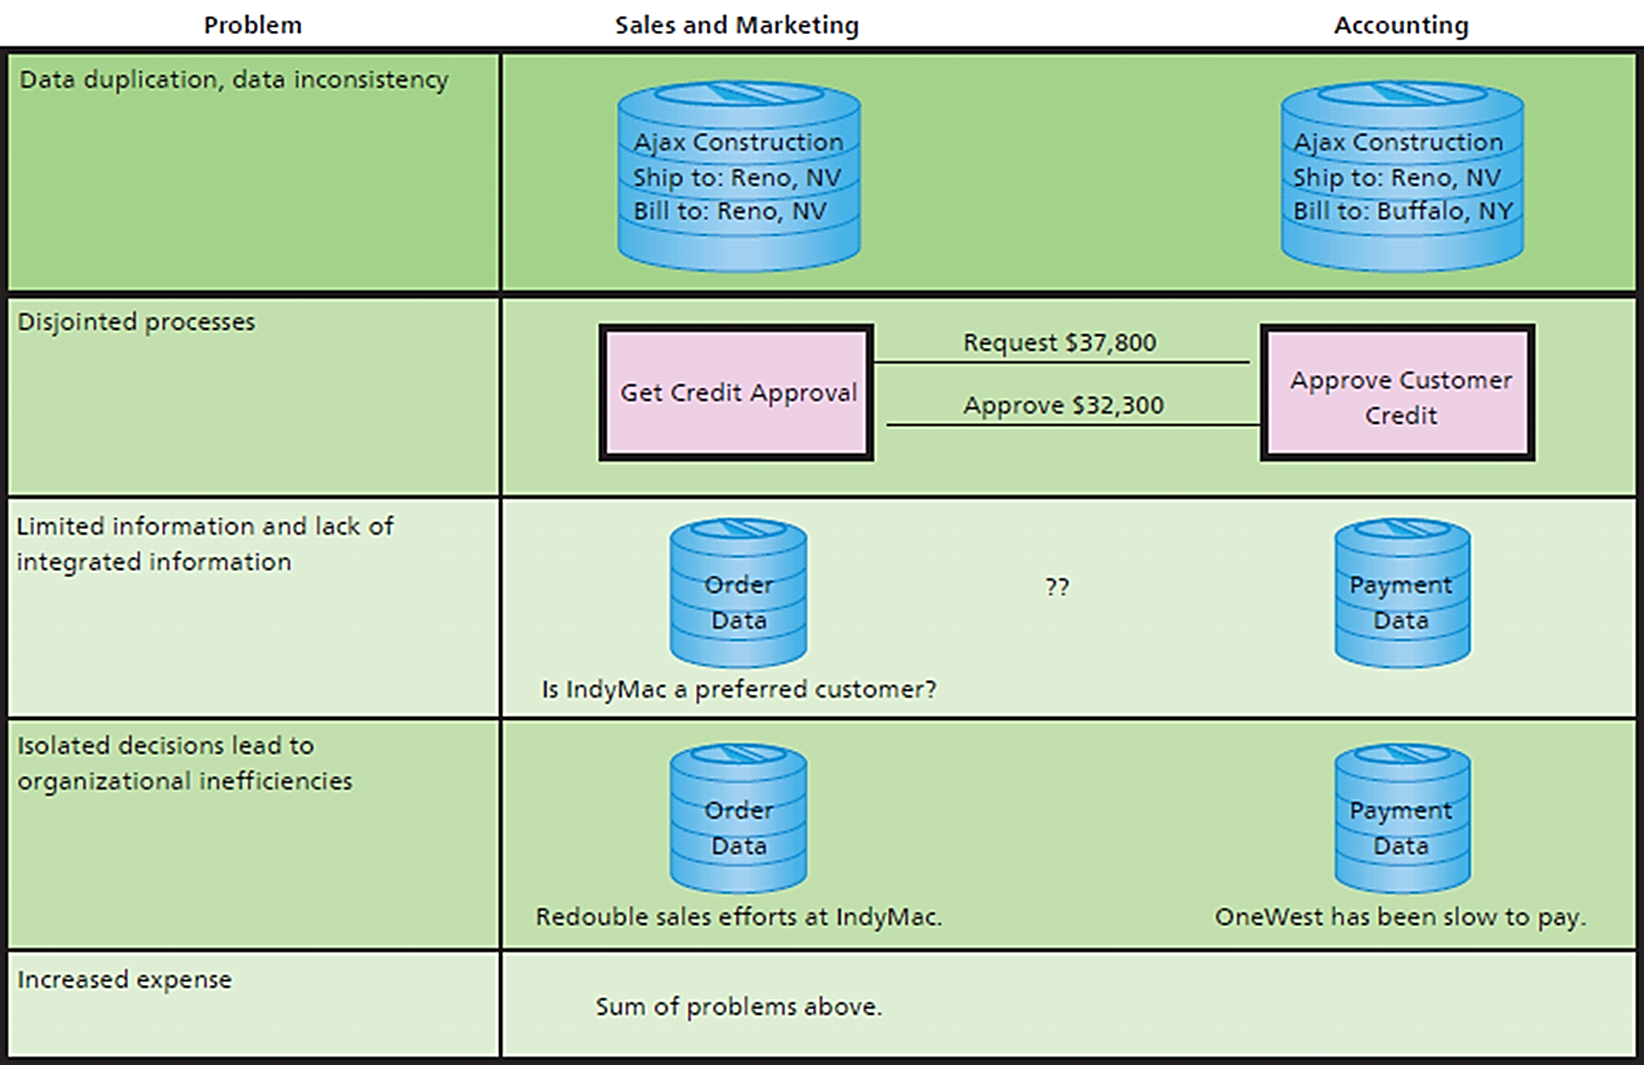 Problem
Sales and Marketing
Accounting
Data duplication, data inconsistency
Ajax Construction
Ship to: Reno, NV
Bill to: Reno, NV
Ajax Construction
Ship to: Reno, NV
Bill to: Buffalo, NY
Disjointed processes
Get Credit Approval
Request $37,800
Approve $32,300
Approve Customer
Credit
Limited information and lack of
integrated information
Order
Data
??
Payment
Data
Is IndyMac a preferred customer?
Isolated decisions lead to
organizational inefficiencies
Order
Data
Payment
Data
Redouble sales efforts at IndyMac.
OneWest has been slow to pay.
Increased expense
Sum of problems above.